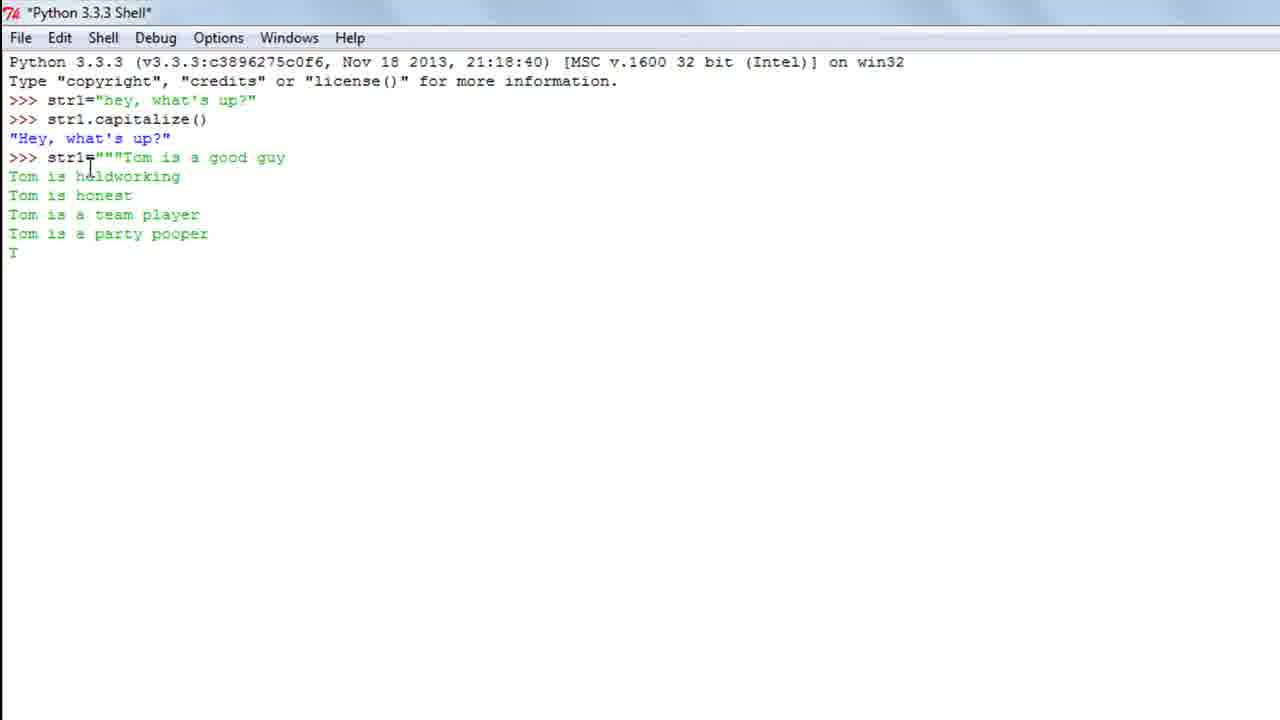 *Python 3.3.3 Shell*
File Edit Shell Debug Options Windows Help
Python 3.3.3 (v3.3.3:c3896275c0f6, Nov 18 2013, 21:18:40) [MSC v.1600 32 bit (Intel)] on win32
Type "copyright", "credits" or "license()" for more information.
>>> str1="hey, what's up?"
>>> str1.capitalize()
"Hey, what's up?"
>>> str1="""Tom is a good guy
Tom is haldworking
Tom is honest
Tom is a team player
Tom is a party pooper
T